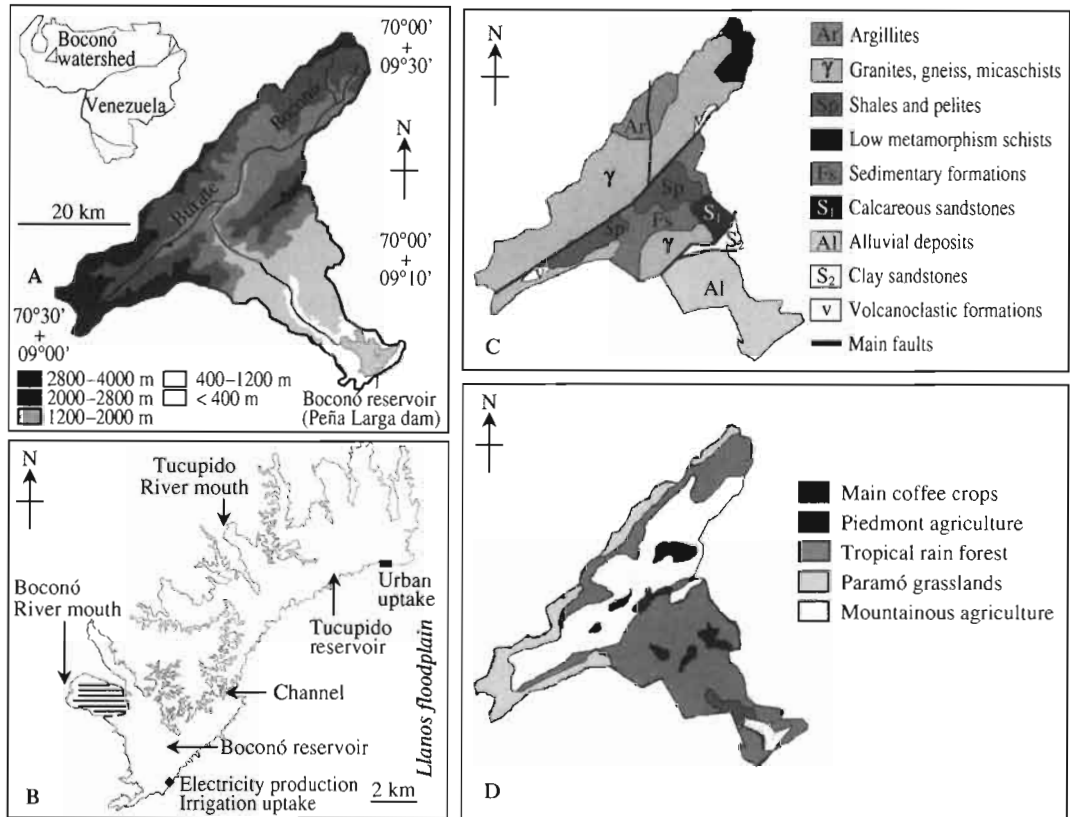 Boconó
watershed
Venezuela
70°00'
+
09°30'
N
Boconó
Burate
20 km
A
70°00'
+
09°10'
70°30'
+
09°00'
2800–4000 m
2000–2800 m
1200–2000 m
400–1200 m
< 400 m
Boconó reservoir
(Peña Larga dam)
N
Tucupido
River mouth
Boconó
River mouth
Urban
uptake
Tucupido
reservoir
Channel
Boconó reservoir
Electricity production
Irrigation uptake
2 km
Llanos floodplain
B
N
Ar
γ
v
Sp
Sp
Fs
S₁
S₂
γ
v
Al
C
Ar Argillites
γ Granites, gneiss, micaschists
Sp Shales and pelites
Low metamorphism schists
Fs Sedimentary formations
S₁ Calcareous sandstones
Al Alluvial deposits
S₂ Clay sandstones
v Volcanoclastic formations
Main faults
N
Main coffee crops
Piedmont agriculture
Tropical rain forest
Paramó grasslands
Mountainous agriculture
D